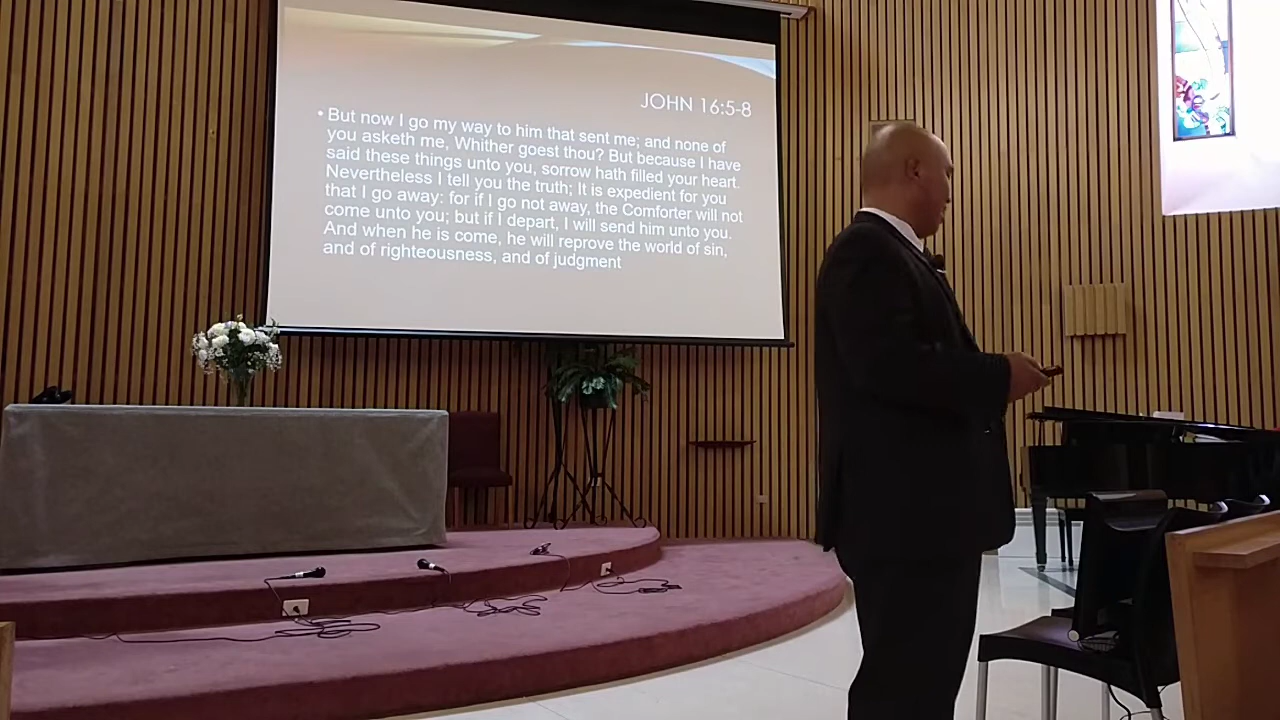 JOHN 16:5-8
• But now I go my way to him that sent me; and none of
you asketh me, Whither goest thou? But because I have
said these things unto you, sorrow hath filled your heart.
Nevertheless I tell you the truth; It is expedient for you
that I go away: for if I go not away, the Comforter will not
come unto you; but if I depart, I will send him unto you.
And when he is come, he will reprove the world of sin,
and of righteousness, and of judgment